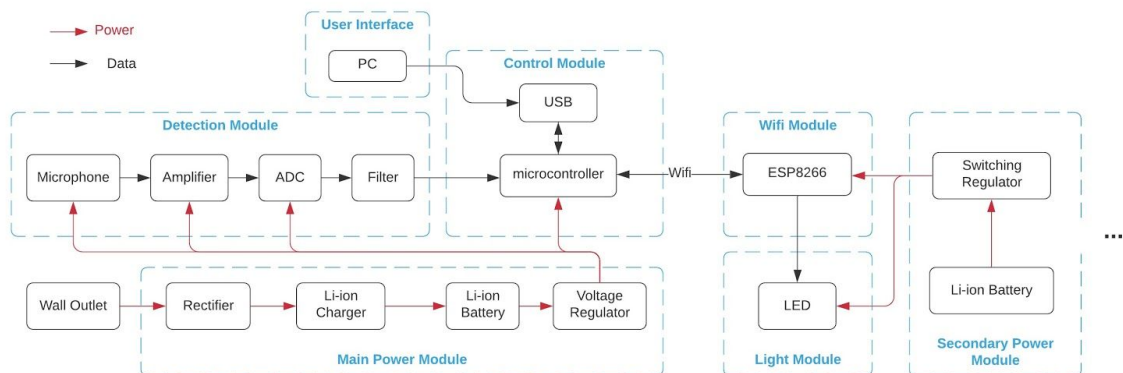 Power
Data
User Interface
PC
Control Module
USB
microcontroller
Detection Module
Microphone
Amplifier
ADC
Filter
Wifi
Wifi Module
ESP8266
Switching
Regulator
Li-ion Battery
Secondary Power
Module
...
Wall Outlet
Rectifier
Li-ion
Charger
Li-ion
Battery
Voltage
Regulator
Main Power Module
LED
Light Module